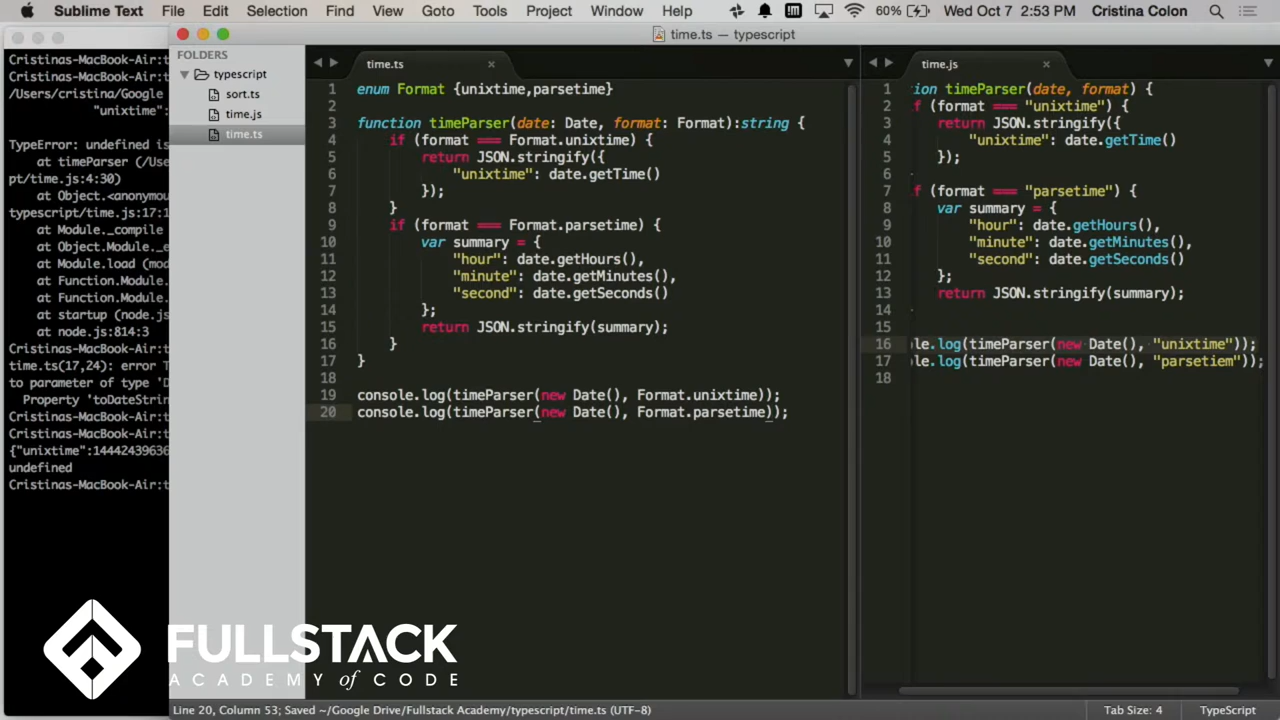 Sublime Text File Edit Selection Find View Goto Tools Project Window Help 60% Wed Oct 7 2:53 PM Cristina Colon
time.ts — typescript
Cristinas-MacBook-Air:t
Cristinas-MacBook-Air:t
/Users/cristina/Google
"unixtime":
TypeError: undefined is
at timeParser (/Use
pt/time.js:4:30)
at Object.<anonymou
typescript/time.js:17:1
at Module._compile
at Object.Module._e
at Module.load (mod
at Function.Module.
at Function.Module.
at startup (node.js
at node.js:814:3
Cristinas-MacBook-Air:t
time.ts(17,24): error T
to parameter of type 'D
Property 'toDateStrin
Cristinas-MacBook-Air:t
Cristinas-MacBook-Air:t
{"unixtime":14442439636
undefined
Cristinas-MacBook-Air:t
FOLDERS
typescript
sort.ts
time.js
time.ts
time.ts
1 enum Format {unixtime,parsetime}
2
3 function timeParser(date: Date, format: Format):string {
4 if (format === Format.unixtime) {
5 return JSON.stringify({
6 "unixtime": date.getTime()
7 });
8 }
9 if (format === Format.parsetime) {
10 var summary = {
11 "hour": date.getHours(),
12 "minute": date.getMinutes(),
13 "second": date.getSeconds()
14 };
15 return JSON.stringify(summary);
16 }
17 }
18
19 console.log(timeParser(new Date(), Format.unixtime));
20 console.log(timeParser(new Date(), Format.parsetime));
time.js
1 ion timeParser(date, format) {
2 f (format === "unixtime") {
3 return JSON.stringify({
4 "unixtime": date.getTime()
5 });
6
7 f (format === "parsetime") {
8 var summary = {
9 "hour": date.getHours(),
10 "minute": date.getMinutes(),
11 "second": date.getSeconds()
12 };
13 return JSON.stringify(summary);
14
15
16 le.log(timeParser(new Date(), "unixtime"));
17 le.log(timeParser(new Date(), "parsetiem"));
18
FULLSTACK
ACADEMY of CODE
Line 20, Column 53; Saved ~/Google Drive/Fullstack Academy/typescript/time.ts (UTF-8) Tab Size: 4 TypeScript